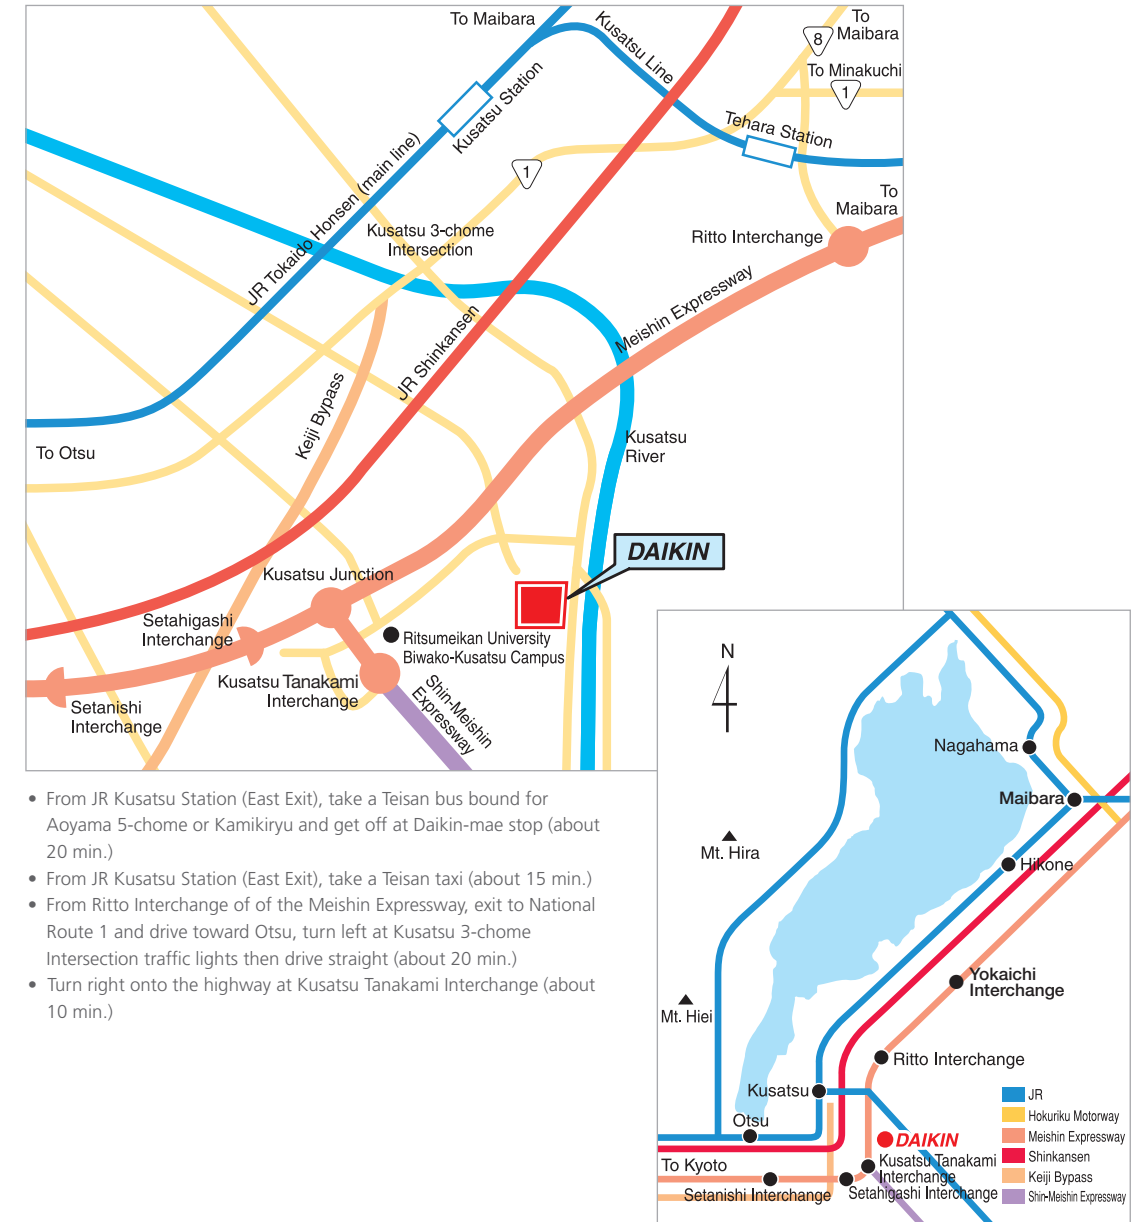 To Maibara
Kusatsu Line
To
Maibara
8
To Minakuchi
1
Kusatsu Station
Tehara Station
1
JR Tokaido Honsen (main line)
To
Maibara
Kusatsu 3-chome
Intersection
Ritto Interchange
Meishin Expressway
JR Shinkansen
Keiji Bypass
To Otsu
Kusatsu
River
DAIKIN
Kusatsu Junction
Setahigashi
Interchange
Ritsumeikan University
Biwako-Kusatsu Campus
Kusatsu Tanakami
Interchange
Shin-Meishin
Expressway
Setanishi
Interchange
• From JR Kusatsu Station (East Exit), take a Teisan bus bound for
Aoyama 5-chome or Kamikiryu and get off at Daikin-mae stop (about
20 min.)
• From JR Kusatsu Station (East Exit), take a Teisan taxi (about 15 min.)
• From Ritto Interchange of of the Meishin Expressway, exit to National
Route 1 and drive toward Otsu, turn left at Kusatsu 3-chome
Intersection traffic lights then drive straight (about 20 min.)
• Turn right onto the highway at Kusatsu Tanakami Interchange (about
10 min.)
N
Nagahama
Maibara
Mt. Hira
Hikone
Yokaichi
Interchange
Mt. Hiei
Ritto Interchange
Kusatsu
Otsu
DAIKIN
To Kyoto
Kusatsu Tanakami
Interchange
Setanishi Interchange
Setahigashi Interchange
JR
Hokuriku Motorway
Meishin Expressway
Shinkansen
Keiji Bypass
Shin-Meishin Expressway